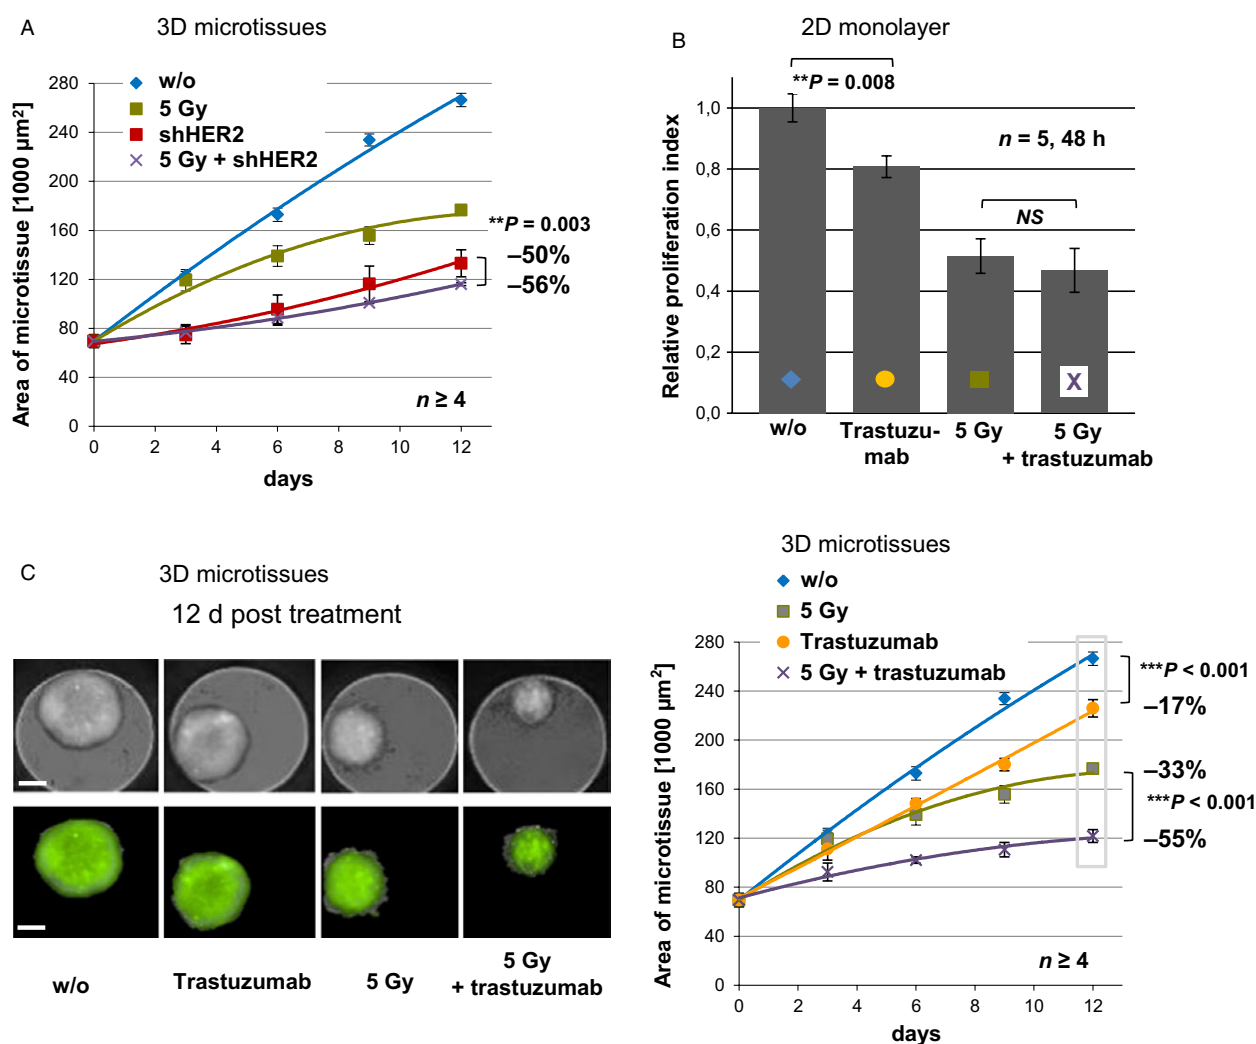 A
3D microtissues
w/o
5 Gy
shHER2
5 Gy + shHER2
280
240
200
160
120
80
40
0
Area of microtissue [1000 µm²]
0 2 4 6 8 10 12
days
**P = 0.003
–50%
–56%
n ≥ 4
B
2D monolayer
**P = 0.008
n = 5, 48 h
NS
1,0
0,8
0,6
0,4
0,2
0,0
Relative proliferation index
X
w/o
Trastuzu-
mab
5 Gy
5 Gy
+ trastuzumab
C
3D microtissues
12 d post treatment
w/o
Trastuzumab
5 Gy
5 Gy
+ trastuzumab
3D microtissues
w/o
5 Gy
Trastuzumab
5 Gy + trastuzumab
280
240
200
160
120
80
40
0
Area of microtissue [1000 µm²]
0 2 4 6 8 10 12
days
***P < 0.001
–17%
–33%
***P < 0.001
–55%
n ≥ 4